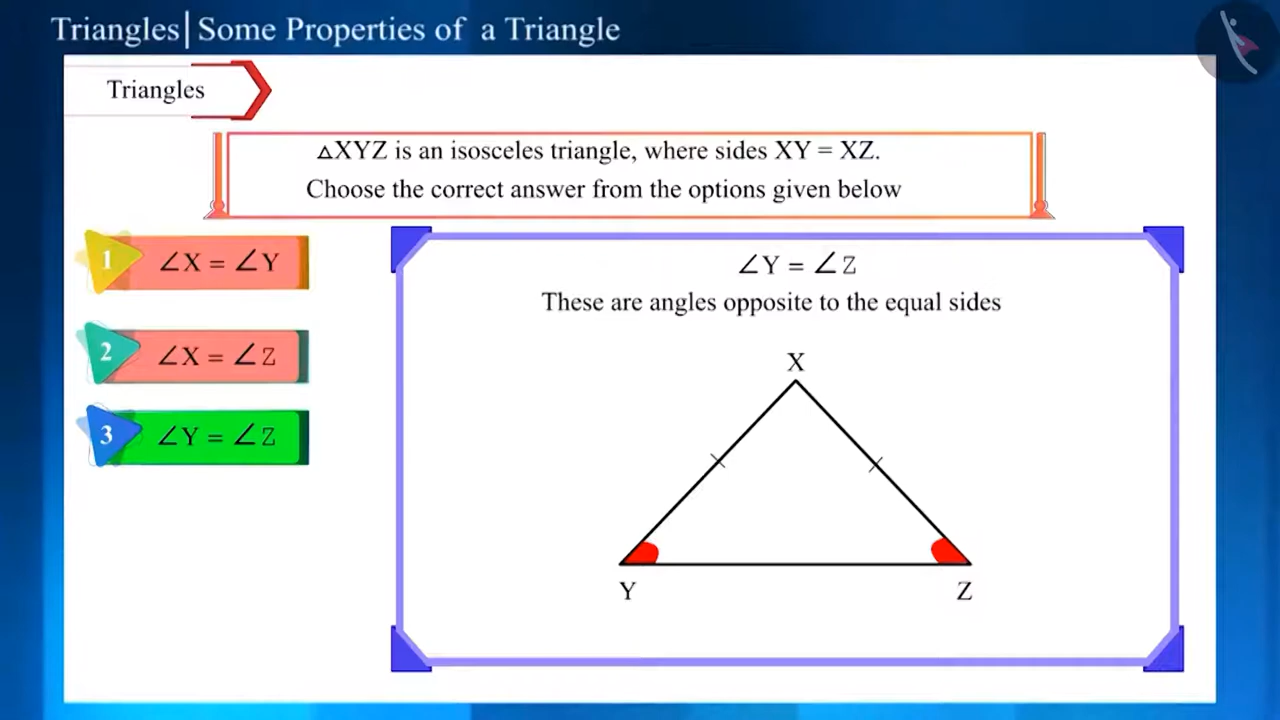 Triangles|Some Properties of a Triangle
Triangles
△XYZ is an isosceles triangle, where sides XY = XZ.
Choose the correct answer from the options given below
1 ∠X = ∠Y
2 ∠X = ∠Z
3 ∠Y = ∠Z
∠Y = ∠Z
These are angles opposite to the equal sides
X
Y Z